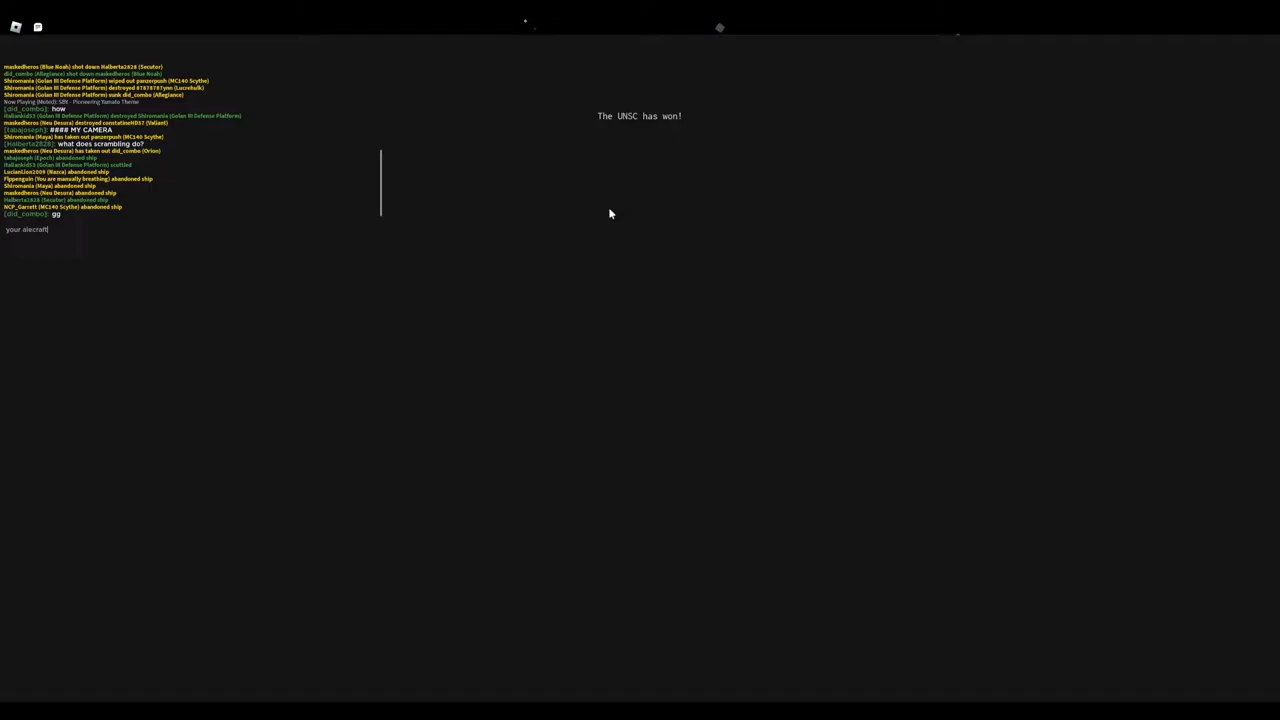 maskedheros (Blue Noah) shot down Halberta2828 (Secutor)
did_combo (Allegiance) shot down maskedheros (Blue Noah)
Shiromania (Golan III Defense Platform) wiped out panzerpush (MC140 Scythe)
Shiromania (Golan III Defense Platform) destroyed 87878787ynn (Lucrehulk)
Shiromania (Golan III Defense Platform) sunk did_combo (Allegiance)
Now Playing (Muted): SBY - Pioneering Yamato Theme
[did_combo]: how
italiankid33 (Golan III Defense Platform) destroyed Shiromania (Golan III Defense Platform)
maskedheros (Neu Desura) destroyed constatineHD37 (Valiant)
[tabajoseph]: #### MY CAMERA
Shiromania (Maya) has taken out panzerpush (MC140 Scythe)
[Halberta2828]: what does scrambling do?
maskedheros (Neu Desura) has taken out did_combo (Orion)
tabajoseph (Epoch) abandoned ship
italiankid33 (Golan III Defense Platform) scuttled
LucianLion2009 (Nazca) abandoned ship
Flppenguin (You are manually breathing) abandoned ship
Shiromania (Maya) abandoned ship
maskedheros (Neu Desura) abandoned ship
Halberta2828 (Secutor) abandoned ship
NCP_Garrett (MC140 Scythe) abandoned ship
[did_combo]: gg
your aiecraft
The UNSC has won!